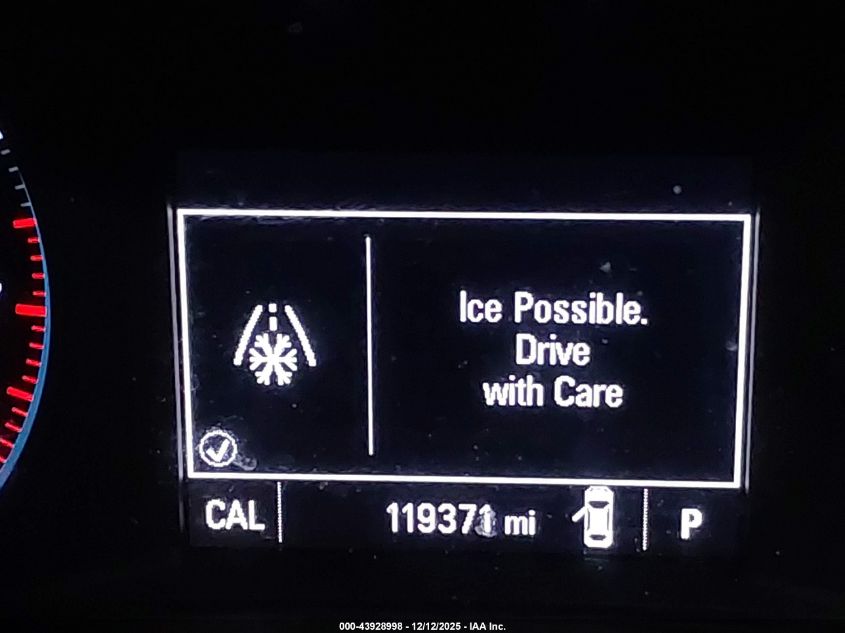 Ice Possible.
Drive
with Care
CAL
119371 mi
P
000-43928998 - 12/12/2025 - IAA Inc.